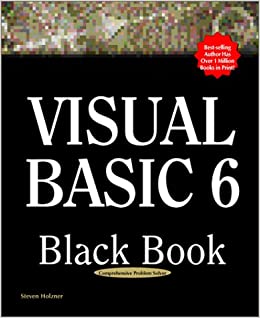 Best-selling
Author Has
Over 1 Million
Books in Print!
VISUAL
BASIC 6
Black Book
Comprehensive Problem Solver
Steven Holzner